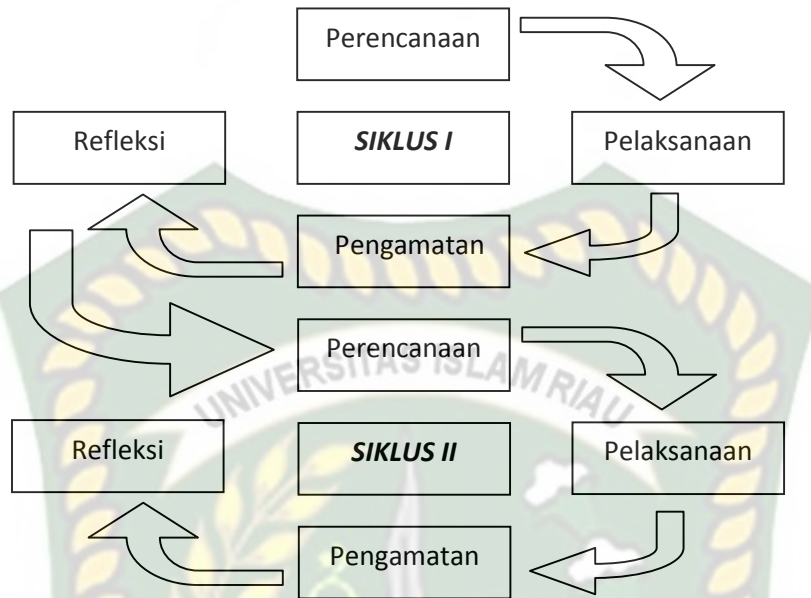 Perencanaan
Refleksi
SIKLUS I
Pelaksanaan
Pengamatan
Perencanaan
UNIVERSITAS ISLAM RIAU
Refleksi
SIKLUS II
Pelaksanaan
Pengamatan